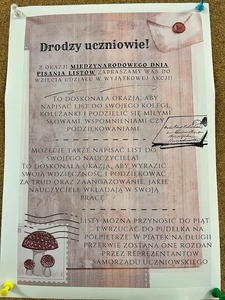 Drodzy uczniowie!
Z OKAZJI MIĘDZYNARODOWEGO DNIA
PISANIA LISTÓW ZAPRASZAMY WAS DO
WZIĘCIA UDZIAŁU W WYJĄTKOWEJ AKCJI!
TO DOSKONAŁA OKAZJA, ABY
NAPISAĆ LIST DO SWOJEGO KOLEGI,
KOLEŻANKI I PODZIELIĆ SIĘ MIŁYMI
SŁOWAMI, WSPOMNIENIAMI CZY
PODZIĘKOWANIAMI.
MOŻECIE TAKŻE NAPISAĆ LIST DO
SWOJEGO NAUCZYCIELA!
TO DOSKONAŁA OKAZJA, ABY WYRAZIĆ
SWOJĄ WDZIĘCZNOŚĆ I PODZIĘKOWAĆ
ZA TRUD ORAZ ZAANGAŻOWANIE, JAKIE
NAUCZYCIELE WKŁADAJĄ W SWOJĄ
PRACĘ
LISTY MOŻNA PRZYNOSIĆ DO PIĄT
I WRZUCAĆ DO PUDEŁKA NA
PÓŁPIĘTRZE. W PIĄTEK NA DŁUGIEJ
PRZERWIE ZOSTANĄ ONE ROZDAN
PRZEZ REPREZENTANTÓW
SAMORZĄDU UCZNIOWSKIEGO